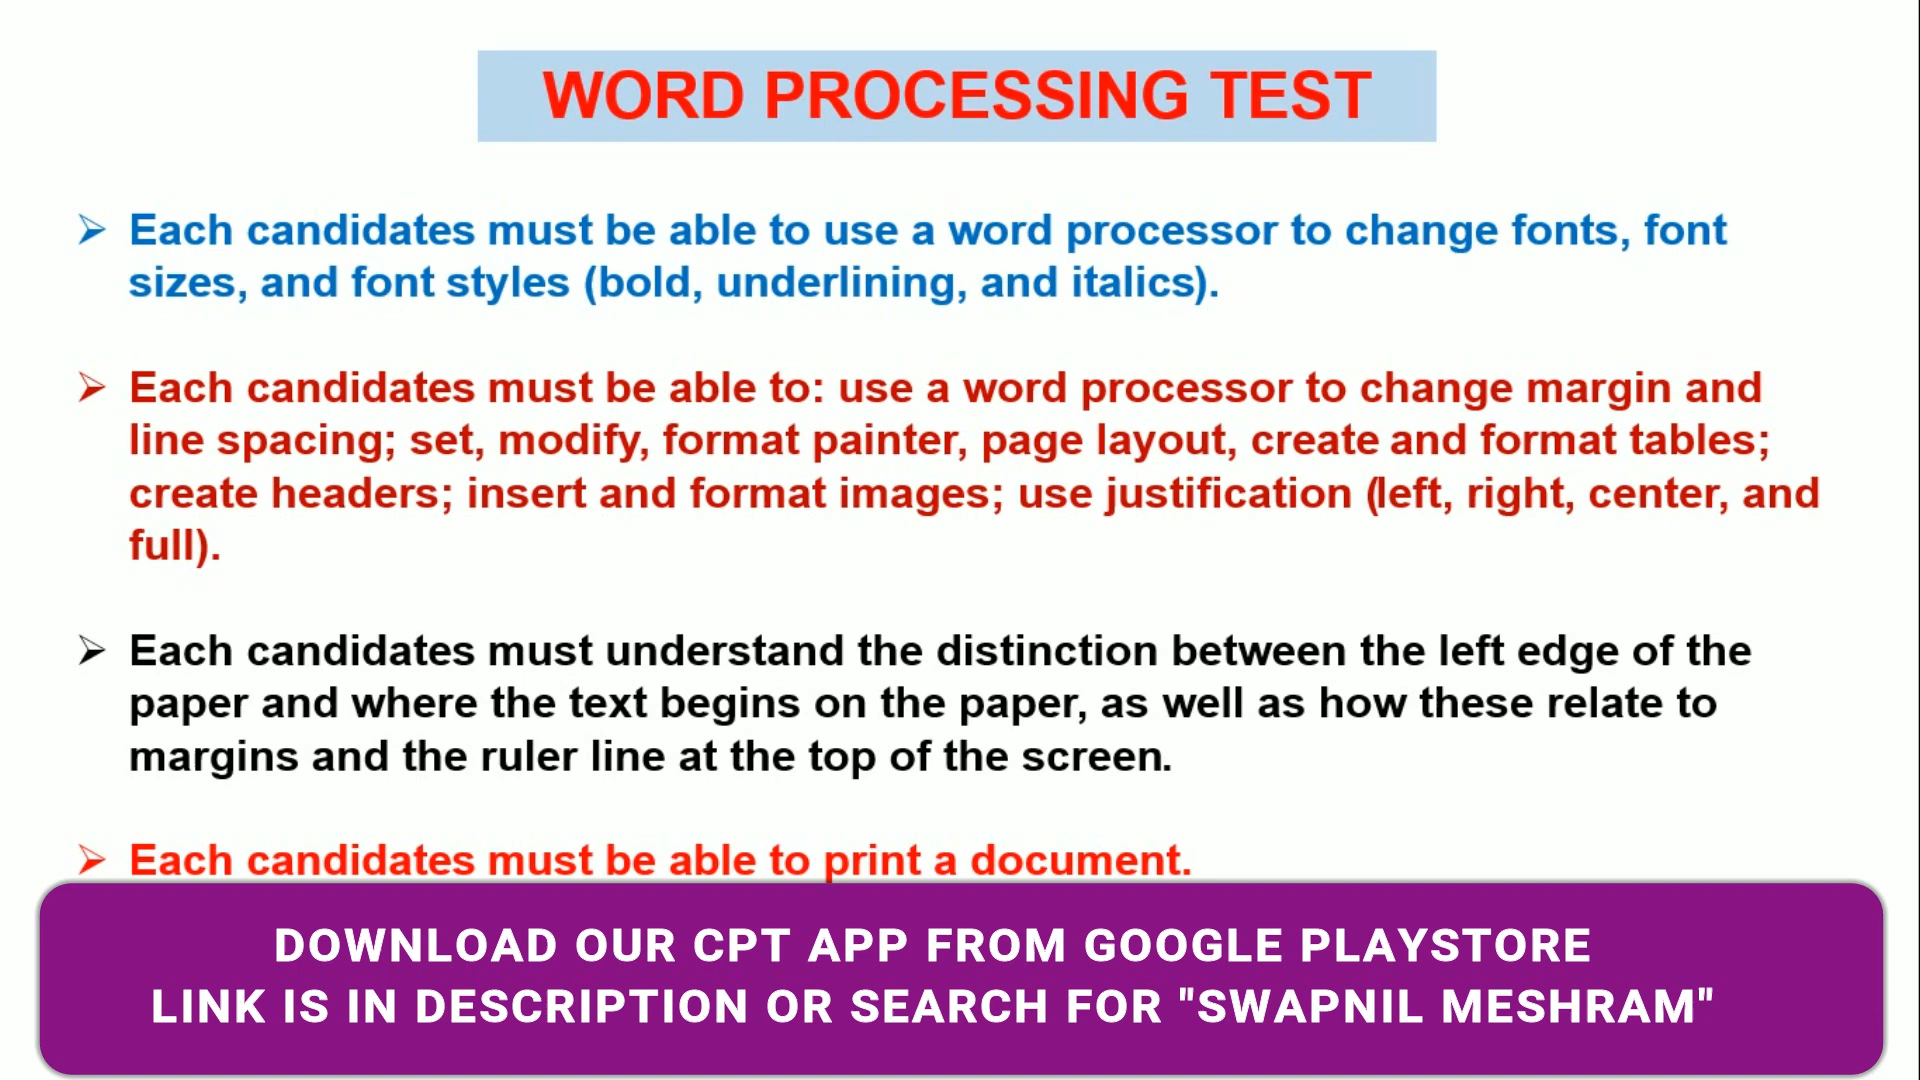 WORD PROCESSING TEST
➢ Each candidates must be able to use a word processor to change fonts, font
sizes, and font styles (bold, underlining, and italics).
➢ Each candidates must be able to: use a word processor to change margin and
line spacing; set, modify, format painter, page layout, create and format tables;
create headers; insert and format images; use justification (left, right, center, and
full).
➢ Each candidates must understand the distinction between the left edge of the
paper and where the text begins on the paper, as well as how these relate to
margins and the ruler line at the top of the screen.
➢ Each candidates must be able to print a document.
DOWNLOAD OUR CPT APP FROM GOOGLE PLAYSTORE
LINK IS IN DESCRIPTION OR SEARCH FOR "SWAPNIL MESHRAM"